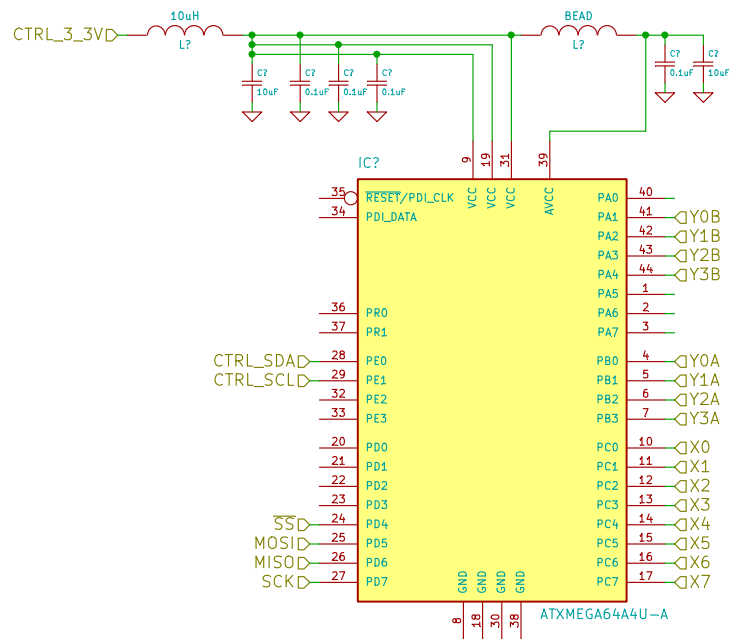 10uH
BEAD
CTRL_3_3V
L?
L?
C?
10uF
C?
0.1uF
C?
0.1uF
C?
0.1uF
C?
0.1uF
C?
10uF
9
19
31
39
IC?
VCC
VCC
VCC
AVCC
35 RESET/PDI_CLK
34 PDI_DATA
36 PR0
37 PR1
CTRL_SDA 28 PE0
CTRL_SCL 29 PE1
32 PE2
33 PE3
20 PD0
21 PD1
22 PD2
23 PD3
SS 24 PD4
MOSI 25 PD5
MISO 26 PD6
SCK 27 PD7
PA0 40
PA1 41 Y0B
PA2 42 Y1B
PA3 43 Y2B
PA4 44 Y3B
PA5 1
PA6 2
PA7 3
PB0 4 Y0A
PB1 5 Y1A
PB2 6 Y2A
PB3 7 Y3A
PC0 10 X0
PC1 11 X1
PC2 12 X2
PC3 13 X3
PC4 14 X4
PC5 15 X5
PC6 16 X6
PC7 17 X7
GND
GND
GND
GND
8
18
30
38
ATXMEGA64A4U-A